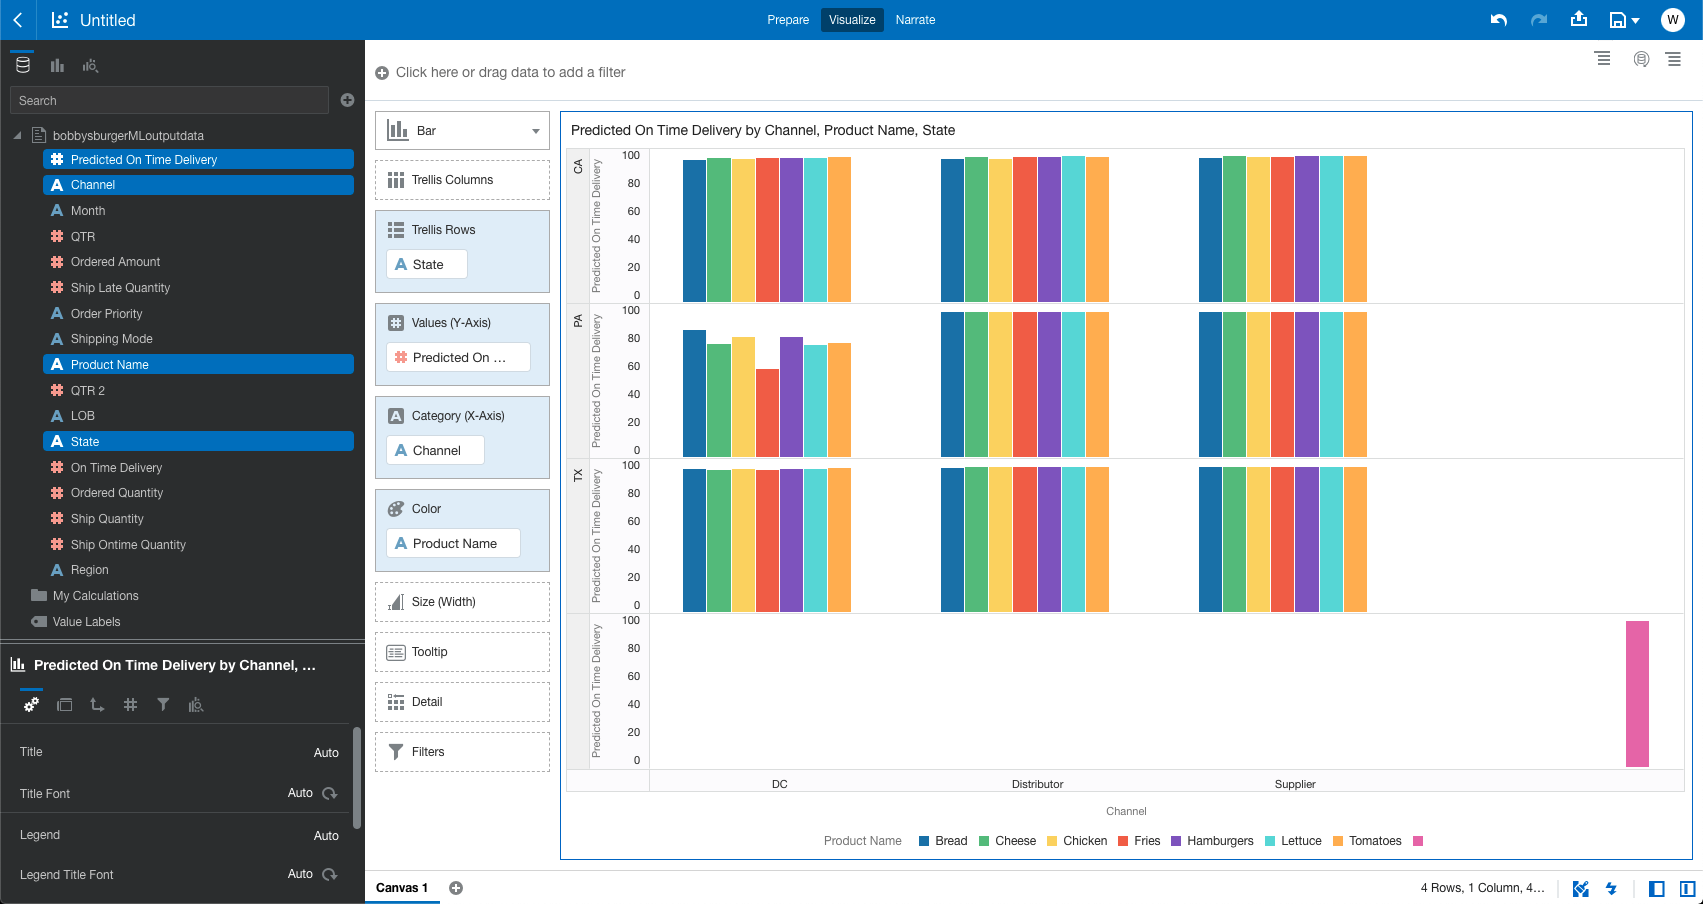 Untitled
Prepare
Visualize
Narrate
W
Search
bobbysburgerMLoutputdata
Predicted On Time Delivery
A Channel
A Month
QTR
Ordered Amount
Ship Late Quantity
A Order Priority
A Shipping Mode
A Product Name
QTR 2
A LOB
A State
On Time Delivery
Ordered Quantity
Ship Quantity
Ship Ontime Quantity
A Region
My Calculations
Value Labels
Predicted On Time Delivery by Channel, ...
Title Auto
Title Font Auto
Legend Auto
Legend Title Font Auto
Click here or drag data to add a filter
Bar
Trellis Columns
Trellis Rows
A State
Values (Y-Axis)
Predicted On ...
A Category (X-Axis)
A Channel
Color
A Product Name
Size (Width)
Tooltip
Detail
Filters
Predicted On Time Delivery by Channel, Product Name, State
CA
Predicted On Time Delivery
100
80
60
40
20
0
PA
Predicted On Time Delivery
100
80
60
40
20
0
TX
Predicted On Time Delivery
100
80
60
40
20
0
Predicted On Time Delivery
100
80
60
40
20
0
DC Distributor Supplier
Channel
Product Name Bread Cheese Chicken Fries Hamburgers Lettuce Tomatoes
Canvas 1
4 Rows, 1 Column, 4...